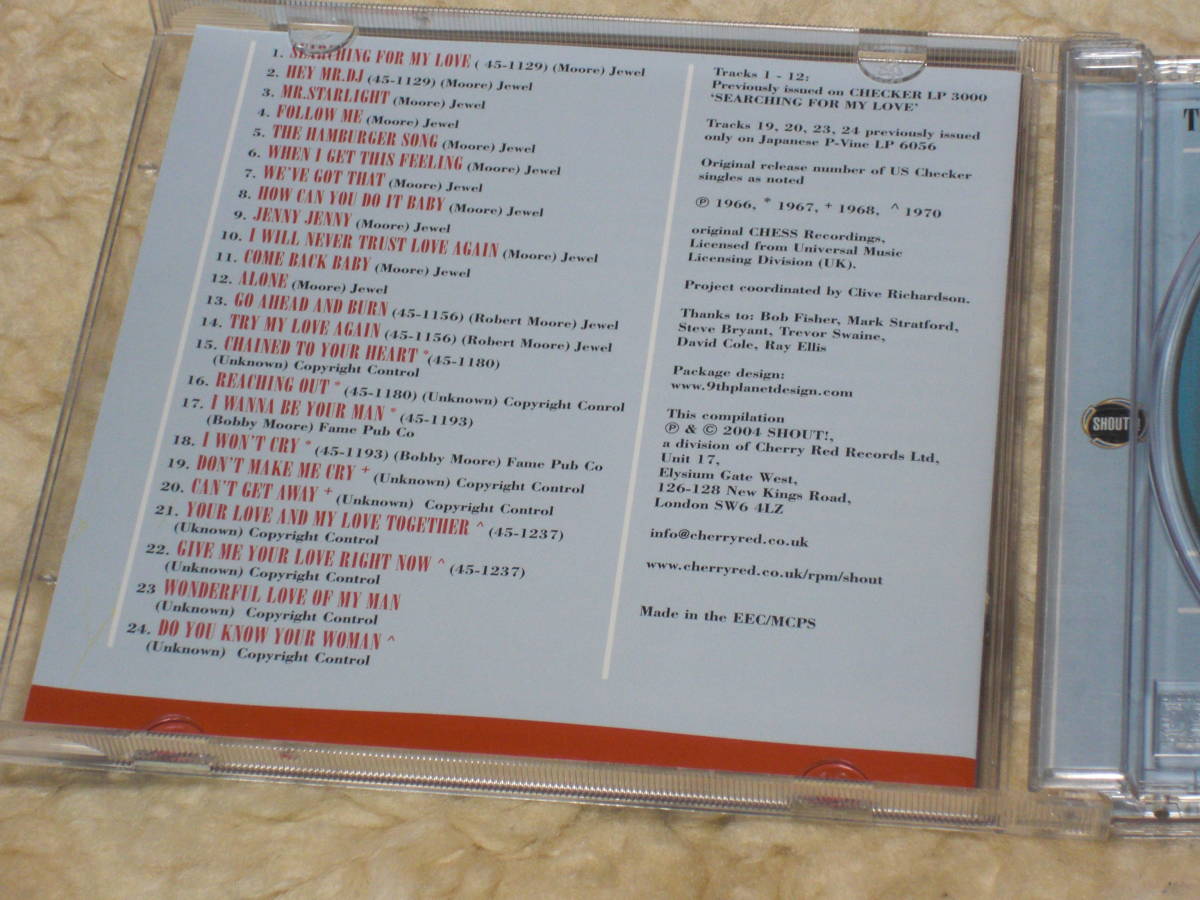 1. SEARCHING FOR MY LOVE ( 45-1129) (Moore) Jewel
2. HEY MR.DJ (45-1129) (Moore) Jewel
3. MR.STARLIGHT (Moore) Jewel
4. FOLLOW ME (Moore) Jewel
5. THE HAMBURGER SONG (Moore) Jewel
6. WHEN I GET THIS FEELING (Moore) Jewel
7. WE'VE GOT THAT (Moore) Jewel
8. HOW CAN YOU DO IT BABY (Moore) Jewel
9. JENNY JENNY (Moore) Jewel
10. I WILL NEVER TRUST LOVE AGAIN (Moore) Jewel
11. COME BACK BABY (Moore) Jewel
12. ALONE (Moore) Jewel
13. GO AHEAD AND BURN (45-1156) (Robert Moore) Jewel
14. TRY MY LOVE AGAIN (45-1156) (Robert Moore) Jewel
15. CHAINED TO YOUR HEART * (45-1180)
(Unknown) Copyright Control
16. REACHING OUT * (45-1180) (Unknown) Copyright Conrol
17. I WANNA BE YOUR MAN * (45-1193)
(Bobby Moore) Fame Pub Co
18. I WON'T CRY * (45-1193) (Bobby Moore) Fame Pub Co
19. DON'T MAKE ME CRY + (Unknown) Copyright Control
20. CAN'T GET AWAY + (Unknown) Copyright Control
21. YOUR LOVE AND MY LOVE TOGETHER ^ (45-1237)
(Uknown) Copyright Control
22. GIVE ME YOUR LOVE RIGHT NOW ^ (45-1237)
(Unknown) Copyright Control
23 WONDERFUL LOVE OF MY MAN
(Unknown) Copyright Control
24. DO YOU KNOW YOUR WOMAN ^
(Unknown) Copyright Control
Tracks 1 - 12:
Previously issued on CHECKER LP 3000
'SEARCHING FOR MY LOVE'
Tracks 19, 20, 23, 24 previously issued
only on Japanese P-Vine LP 6056
Original release number of US Checker
singles as noted
℗ 1966, * 1967, + 1968, ^ 1970
original CHESS Recordings,
Licensed from Universal Music
Licensing Division (UK).
Project coordinated by Clive Richardson.
Thanks to: Bob Fisher, Mark Stratford,
Steve Bryant, Trevor Swaine,
David Cole, Ray Ellis
Package design:
www.9thplanetdesign.com
This compilation
℗ & © 2004 SHOUT!,
a division of Cherry Red Records Ltd,
Unit 17,
Elysium Gate West,
126-128 New Kings Road,
London SW6 4LZ
info@cherryred.co.uk
www.cherryred.co.uk/rpm/shout
Made in the EEC/MCPS
SHOUT!
T